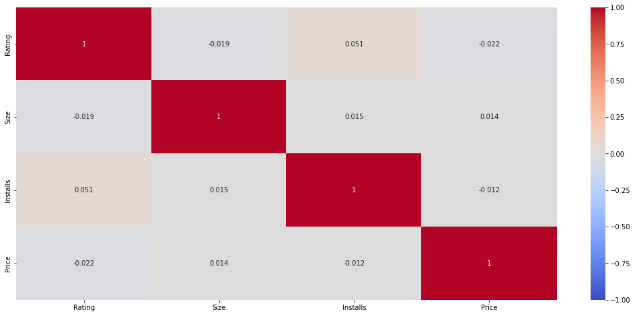 Rating 1 -0.019 0.051 -0.022
Size -0.019 1 0.015 0.014
Installs 0.051 0.015 1 -0.012
Price -0.022 0.014 -0.012 1
Rating Size Installs Price
1.00
0.75
0.50
0.25
0.00
-0.25
-0.50
-0.75
-1.00